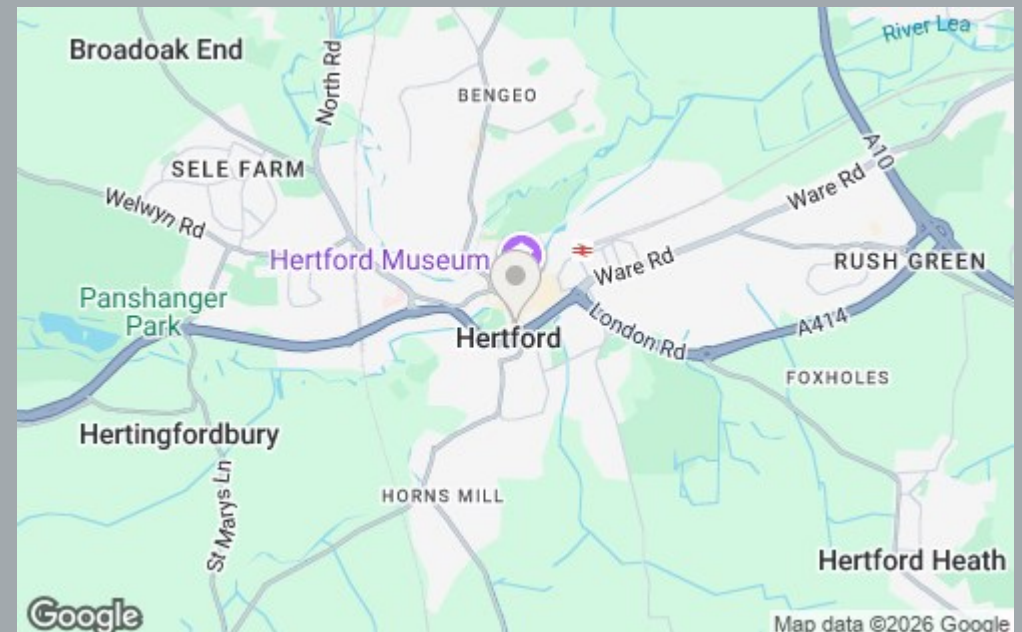 River Lea
Broadoak End
North Rd
BENGEO
A10
SELE FARM
Ware Rd
Welwyn Rd
Hertford Museum
Ware Rd
RUSH GREEN
Panshanger
Park
London Rd
A414
Hertford
FOXHOLES
Hertingfordbury
St Marys Ln
HORNS MILL
Hertford Heath
Google
Map data ©2026 Google